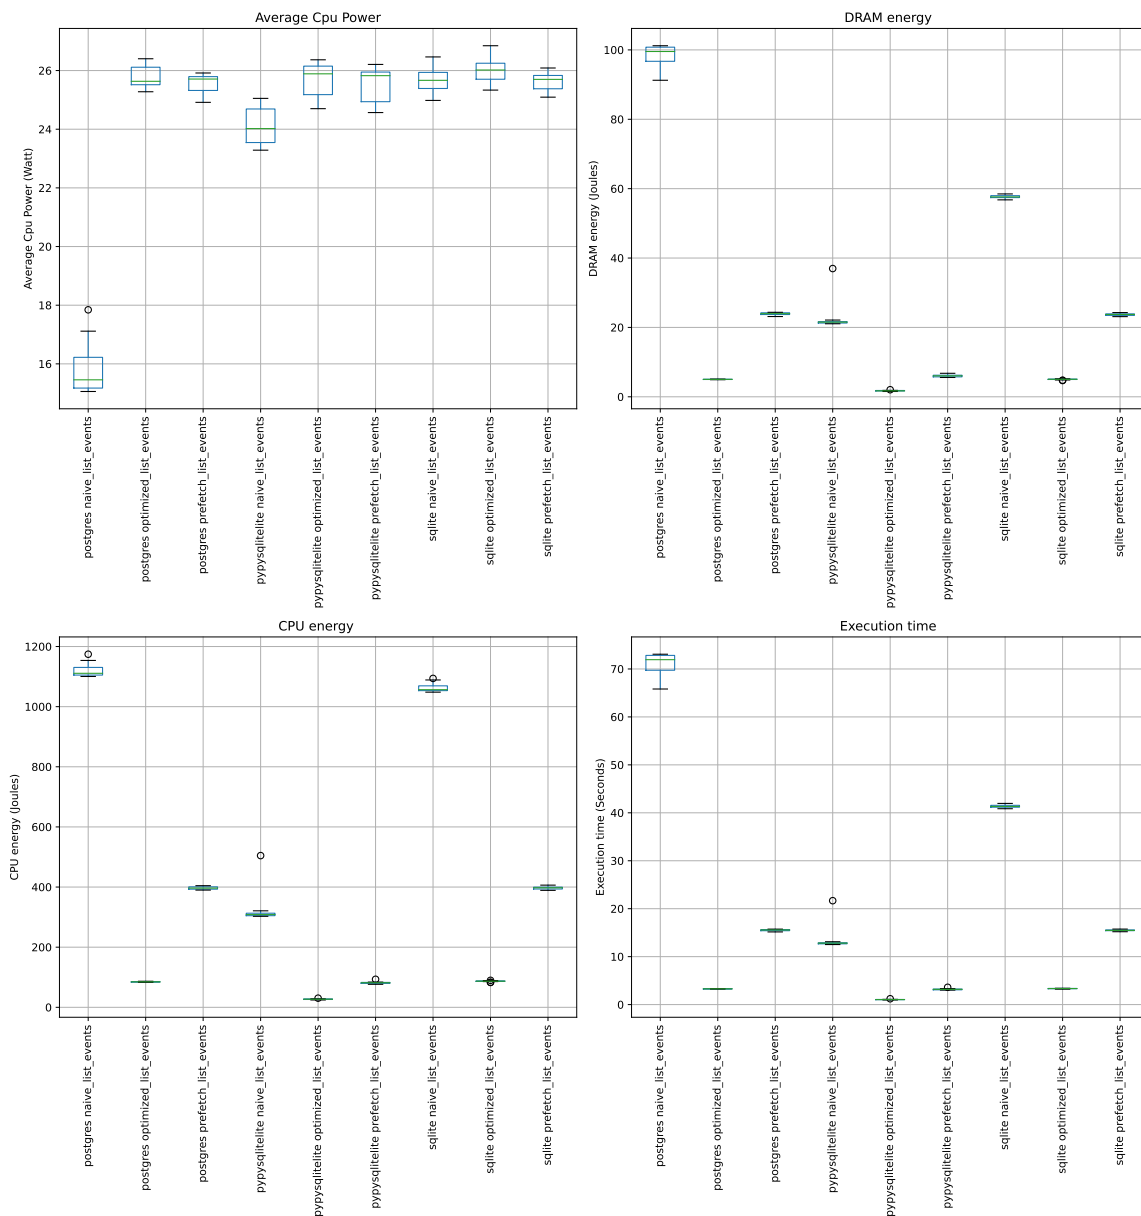 Average Cpu Power
Average Cpu Power (Watt)
26
24
22
20
18
16
postgres naive_list_events
postgres optimized_list_events
postgres prefetch_list_events
pypysqlitelite naive_list_events
pypysqlitelite optimized_list_events
pypysqlitelite prefetch_list_events
sqlite naive_list_events
sqlite optimized_list_events
sqlite prefetch_list_events
DRAM energy
DRAM energy (Joules)
100
80
60
40
20
0
postgres naive_list_events
postgres optimized_list_events
postgres prefetch_list_events
pypysqlitelite naive_list_events
pypysqlitelite optimized_list_events
pypysqlitelite prefetch_list_events
sqlite naive_list_events
sqlite optimized_list_events
sqlite prefetch_list_events
CPU energy
CPU energy (Joules)
1200
1000
800
600
400
200
0
postgres naive_list_events
postgres optimized_list_events
postgres prefetch_list_events
pypysqlitelite naive_list_events
pypysqlitelite optimized_list_events
pypysqlitelite prefetch_list_events
sqlite naive_list_events
sqlite optimized_list_events
sqlite prefetch_list_events
Execution time
Execution time (Seconds)
70
60
50
40
30
20
10
0
postgres naive_list_events
postgres optimized_list_events
postgres prefetch_list_events
pypysqlitelite naive_list_events
pypysqlitelite optimized_list_events
pypysqlitelite prefetch_list_events
sqlite naive_list_events
sqlite optimized_list_events
sqlite prefetch_list_events